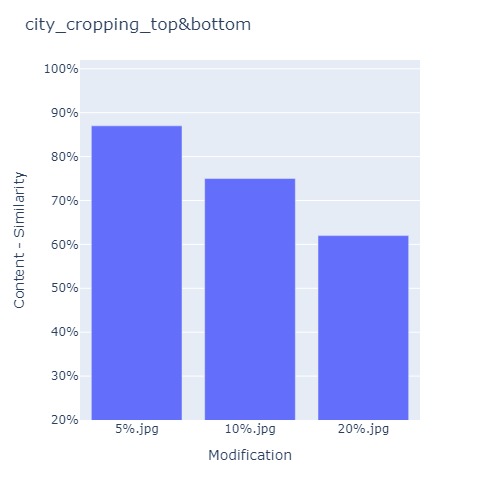 city_cropping_top&bottom
100%
90%
80%
70%
60%
50%
40%
30%
20%
Content - Similarity
5%.jpg 10%.jpg 20%.jpg
Modification